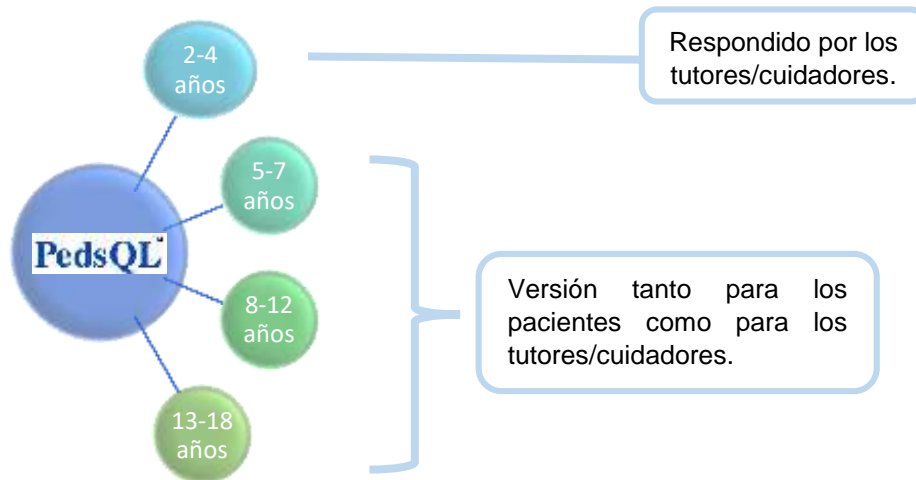 2-4
años
Respondido por los
tutores/cuidadores.
5-7
años
PedsQL™
8-12
años
Versión tanto para los
pacientes como para los
tutores/cuidadores.
13-18
años